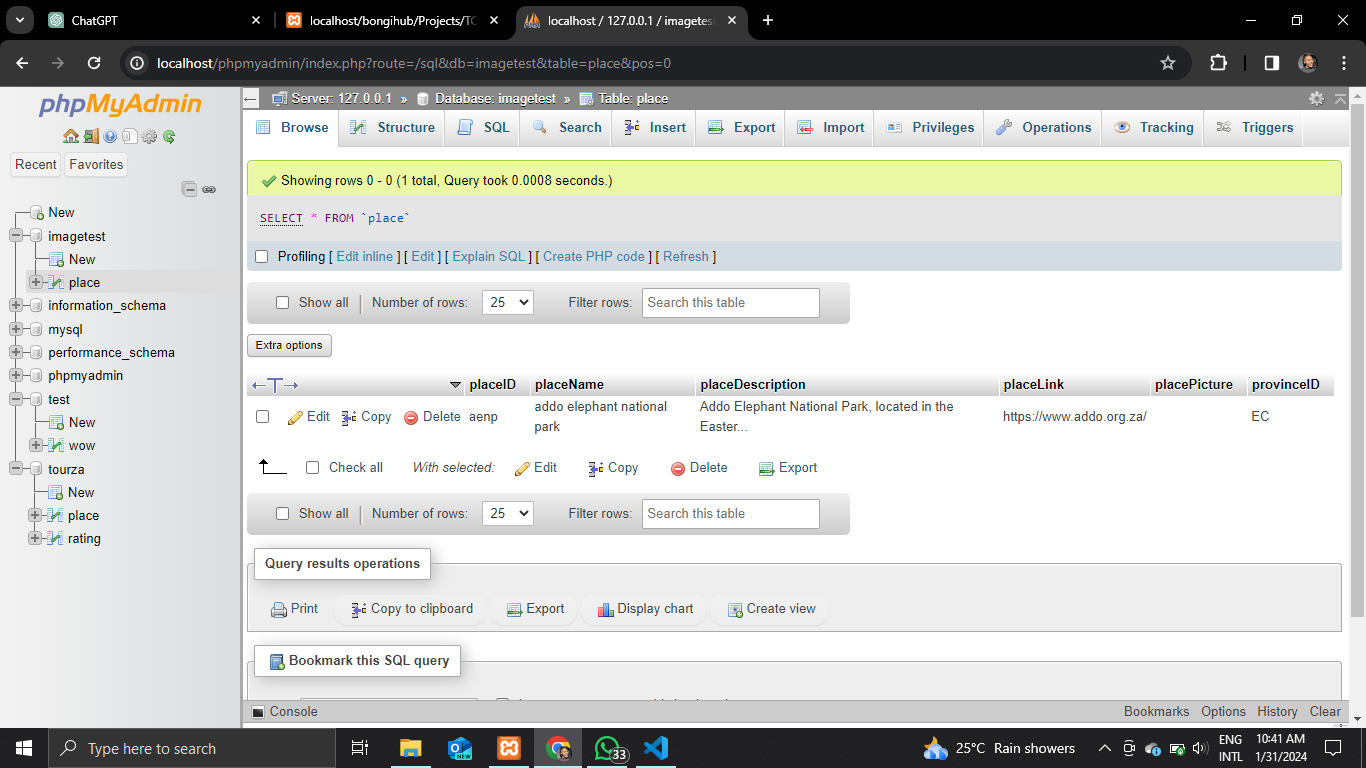 ChatGPT
localhost/bongihub/Projects/TC
localhost / 127.0.0.1 / imagetes
localhost/phpmyadmin/index.php?route=/sql&db=imagetest&table=place&pos=0
phpMyAdmin
Recent Favorites
New
imagetest
New
place
information_schema
mysql
performance_schema
phpmyadmin
test
New
wow
tourza
New
place
rating
Server: 127.0.0.1 » Database: imagetest » Table: place
Browse Structure SQL Search Insert Export Import Privileges Operations Tracking Triggers
Showing rows 0 - 0 (1 total, Query took 0.0008 seconds.)
SELECT * FROM `place`
Profiling [ Edit inline ] [ Edit ] [ Explain SQL ] [ Create PHP code ] [ Refresh ]
Show all Number of rows: 25 Filter rows: Search this table
Extra options
placeID placeName placeDescription placeLink placePicture provinceID
Edit Copy Delete aenp addo elephant national park Addo Elephant National Park, located in the Easter... https://www.addo.org.za/ EC
Check all With selected: Edit Copy Delete Export
Show all Number of rows: 25 Filter rows: Search this table
Query results operations
Print Copy to clipboard Export Display chart Create view
Bookmark this SQL query
Console Bookmarks Options History Clear
Type here to search
NEW
33
25°C Rain showers
ENG
INTL
10:41 AM
1/31/2024